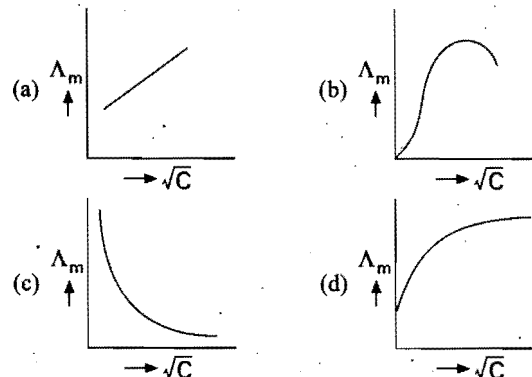 (a) Λm ↑
→ √C
(b) Λm ↑
→ √C
(c) Λm ↑
→ √C
(d) Λm ↑
→ √C